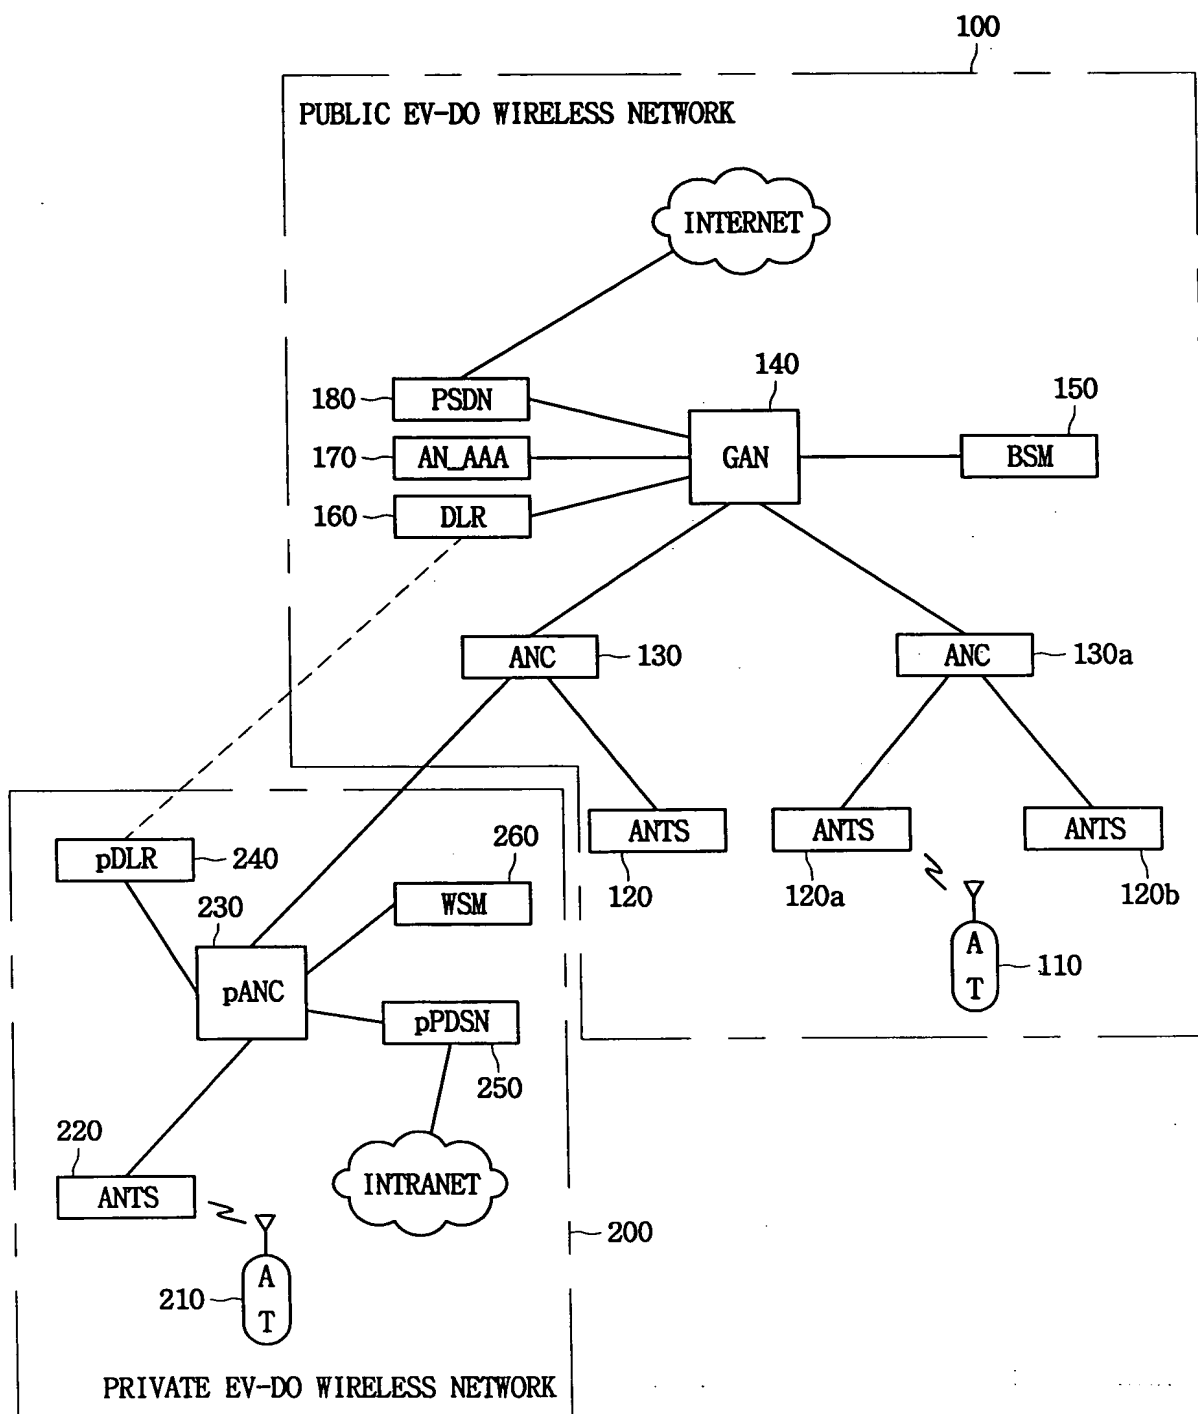 100
PUBLIC EV-DO WIRELESS NETWORK
INTERNET
140
180 PSDN
150
170 AN_AAA
GAN
BSM
160 DLR
ANC 130
ANC 130a
pDLR 240
260
ANTS
ANTS
ANTS
120
120a
120b
230
WSM
A
T
110
pANC
pPDSN
250
220
ANTS
INTRANET
200
A
T
210
PRIVATE EV-DO WIRELESS NETWORK